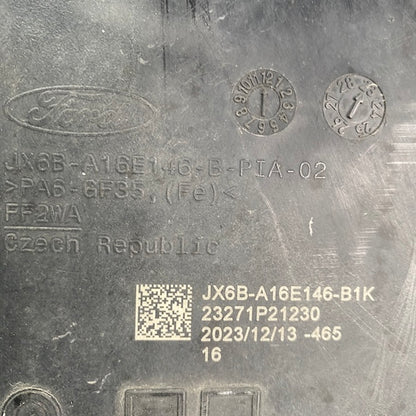 Ford
JX6B-A16E146-B-PIA-02
>PA6-GF35,(Fe)<
FF2WA
Czech Republic
JX6B-A16E146-B1K
23271P21230
2023/12/13 -465
16